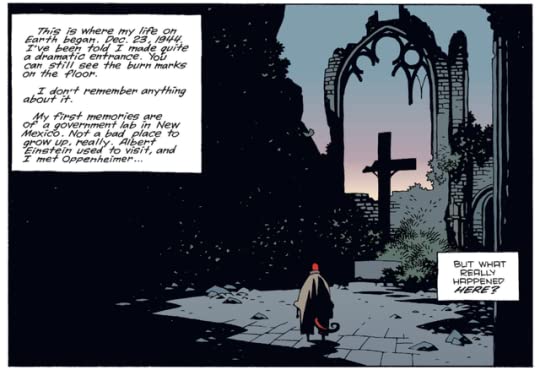 This is where my life on
Earth began. Dec. 23, 1944.
I've been told I made quite
a dramatic entrance. You
can still see the burn marks
on the floor.
I don't remember anything
about it.
My first memories are
of a government lab in New
Mexico. Not a bad place to
grow up, really. Albert
Einstein used to visit, and
I met Oppenheimer...
BUT WHAT
REALLY
HAPPENED
HERE?